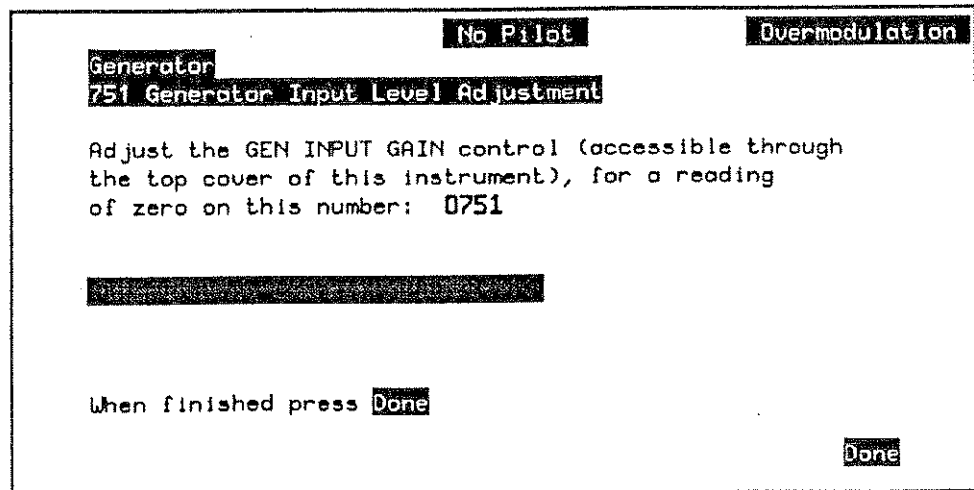 No Pilot Overmodulation
Generator
751 Generator Input Level Adjustment
Adjust the GEN INPUT GAIN control (accessible through
the top cover of this instrument), for a reading
of zero on this number: 0751
When finished press Done
Done